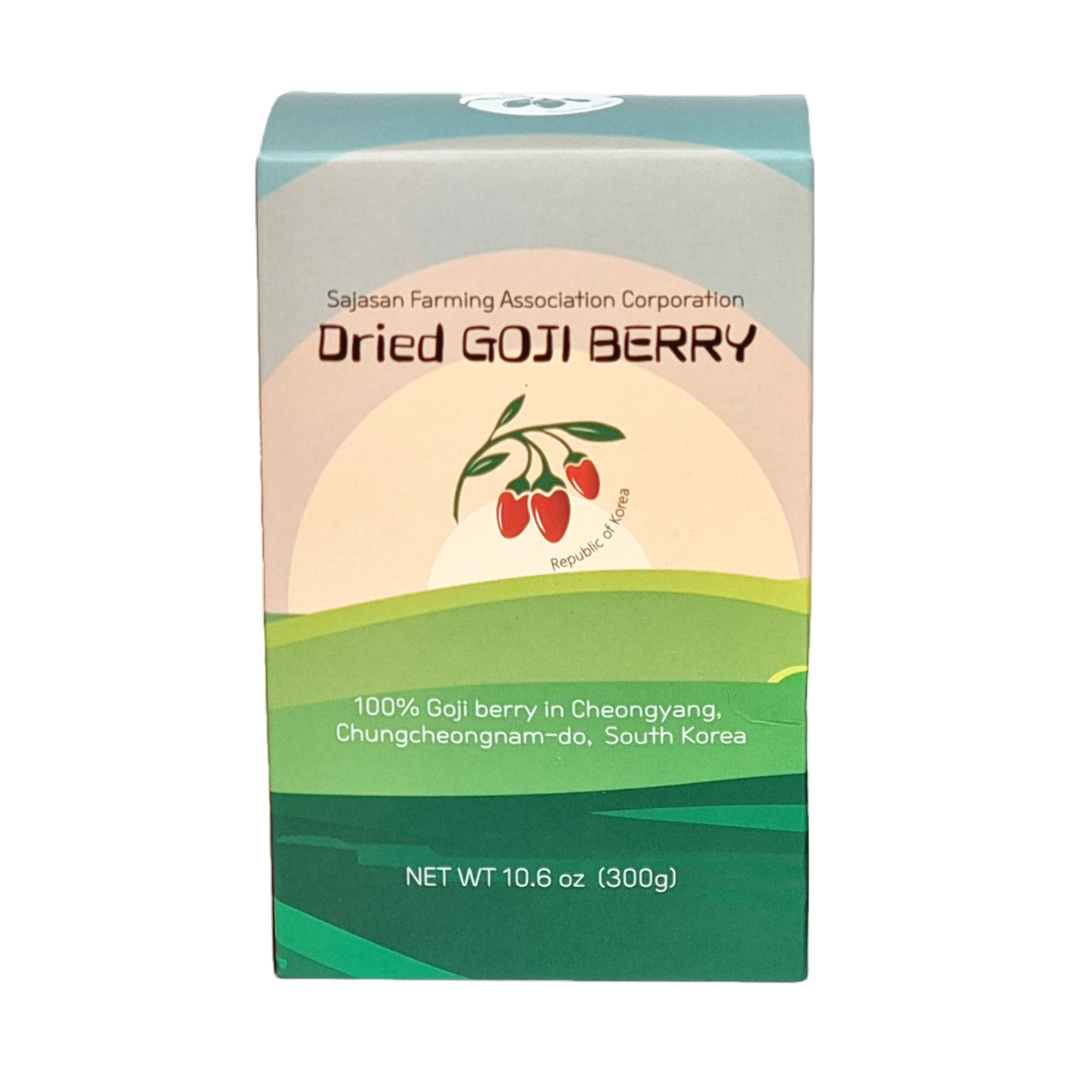 Sajasan Farming Association Corporation
Dried GOJI BERRY
Republic of Korea
100% Goji berry in Cheongyang,
Chungcheongnam-do, South Korea
NET WT 10.6 oz (300g)